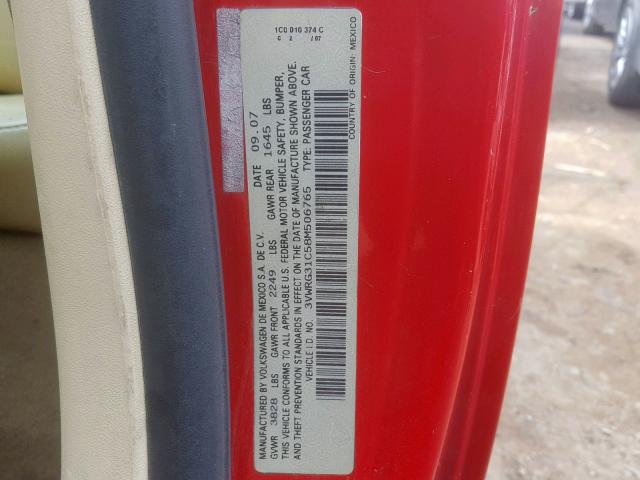 MANUFACTURED BY VOLKSWAGEN DE MEXICO S.A. DE C.V. DATE 09.07
GVWR 3828 LBS GAWR FRONT 2249 LBS GAWR REAR 1645 LBS
THIS VEHICLE CONFORMS TO ALL APPLICABLE U.S. FEDERAL MOTOR VEHICLE SAFETY, BUMPER,
AND THEFT PREVENTION STANDARDS IN EFFECT ON THE DATE OF MANUFACTURE SHOWN ABOVE.
VEHICLE I.D. NO. 3VWRG31C58M506765 TYPE: PASSENGER CAR
1C0 010 374 C
C 2 /07
COUNTRY OF ORIGIN: MEXICO